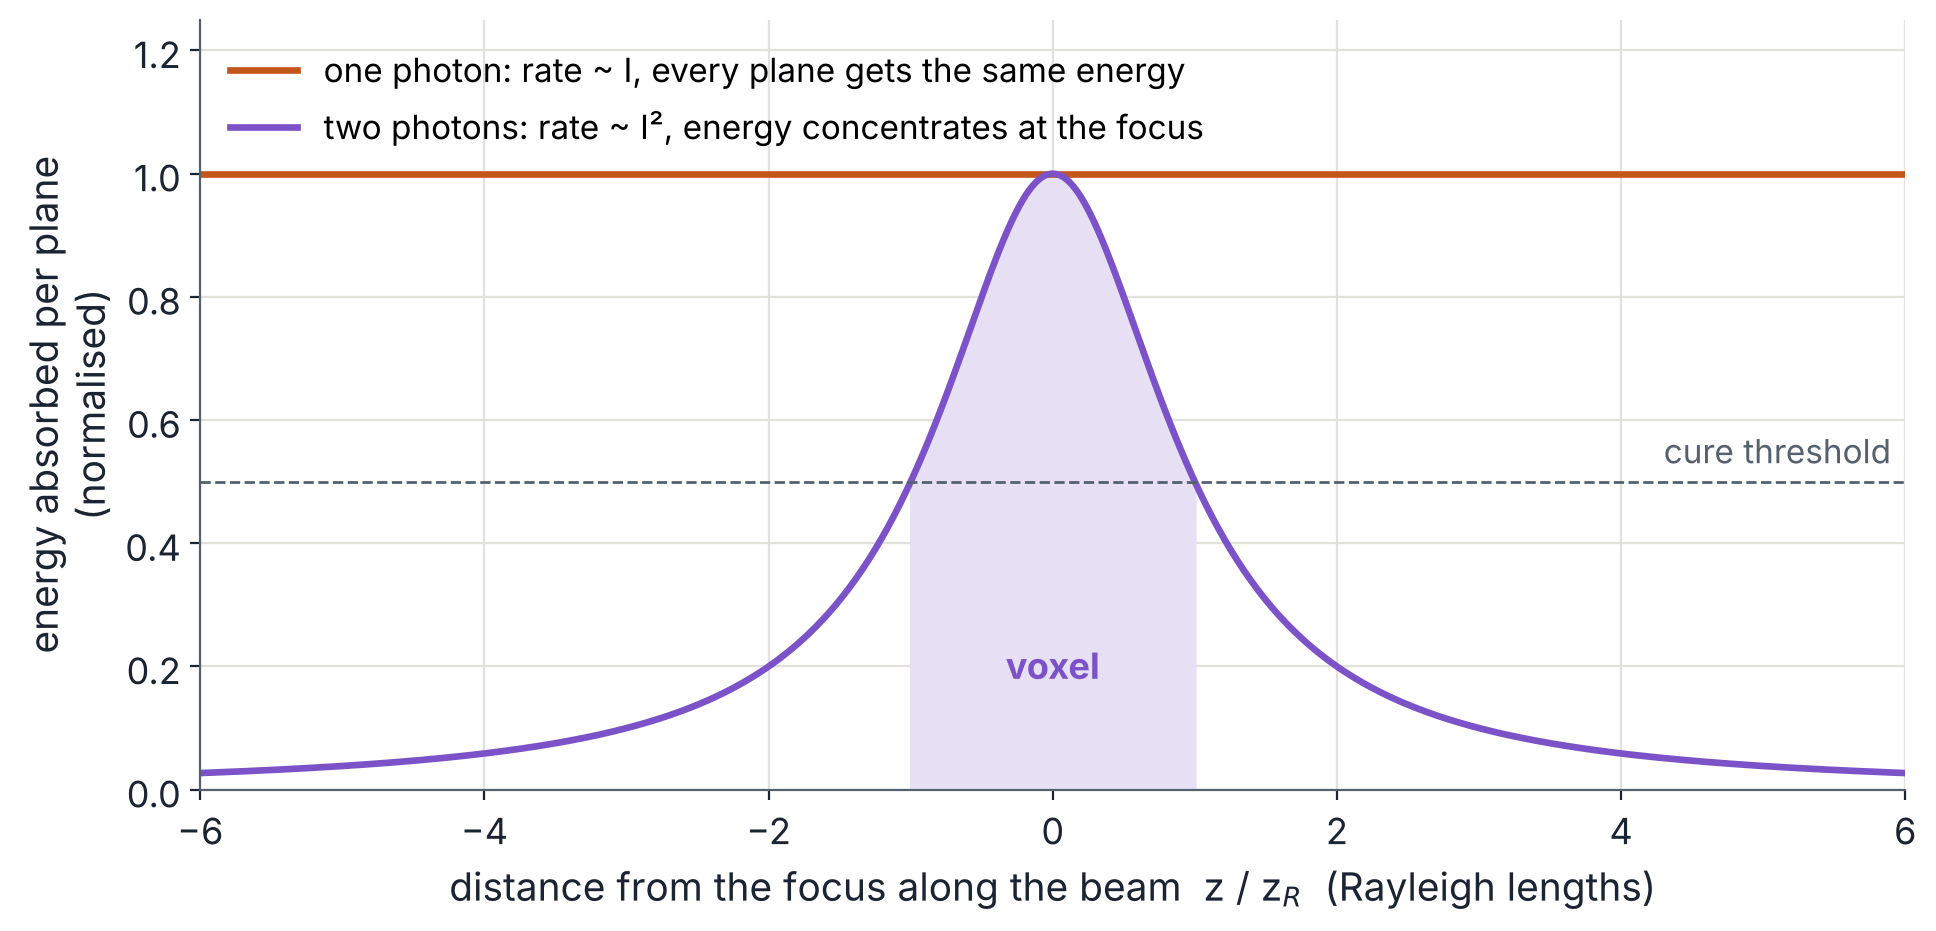 one photon: rate ~ I, every plane gets the same energy
two photons: rate ~ I², energy concentrates at the focus
energy absorbed per plane
(normalised)
1.2
1.0
0.8
0.6
0.4
0.2
0.0
cure threshold
voxel
−6
−4
−2
0
2
4
6
distance from the focus along the beam z / z_R (Rayleigh lengths)